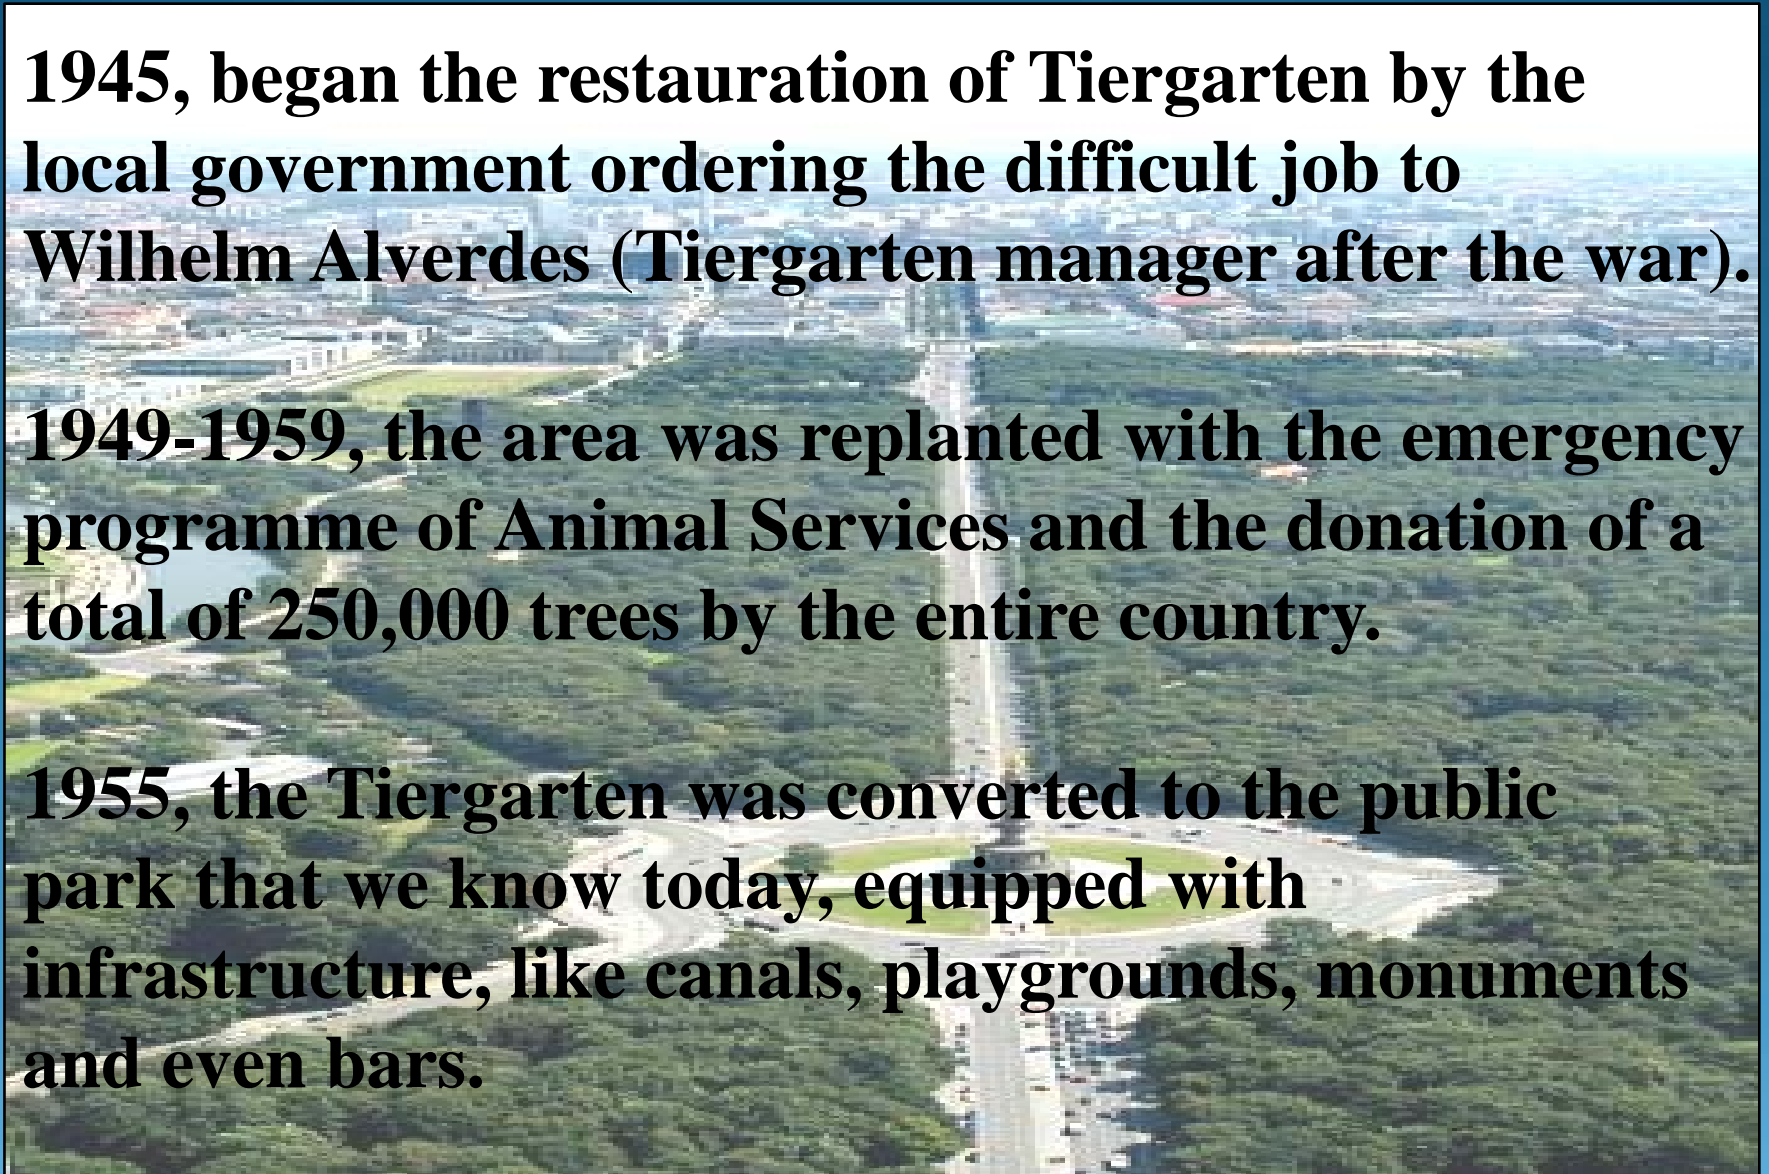 1945, began the restauration of Tiergarten by the
local government ordering the difficult job to
Wilhelm Alverdes (Tiergarten manager after the war).
1949-1959, the area was replanted with the emergency
programme of Animal Services and the donation of a
total of 250,000 trees by the entire country.
1955, the Tiergarten was converted to the public
park that we know today, equipped with
infrastructure, like canals, playgrounds, monuments
and even bars.